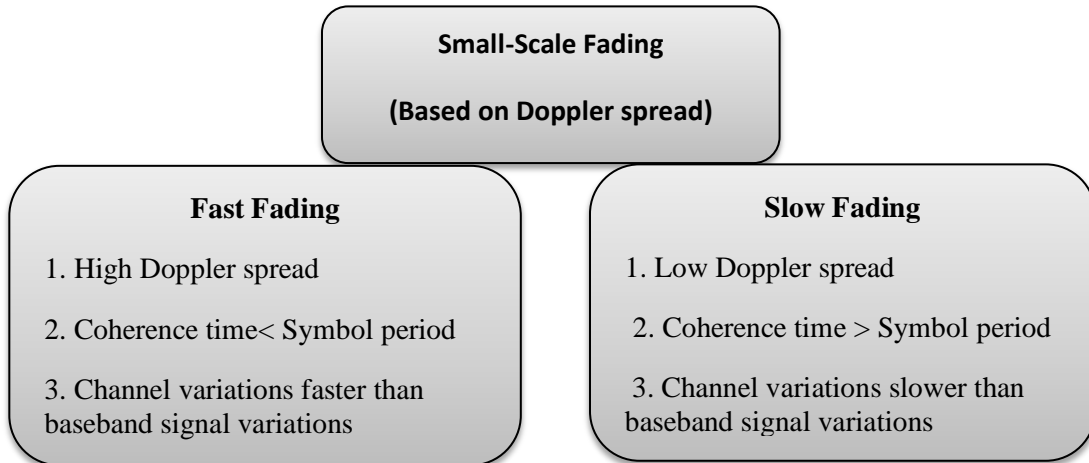 Small-Scale Fading
(Based on Doppler spread)
Fast Fading
1. High Doppler spread
2. Coherence time< Symbol period
3. Channel variations faster than
baseband signal variations
Slow Fading
1. Low Doppler spread
2. Coherence time > Symbol period
3. Channel variations slower than
baseband signal variations